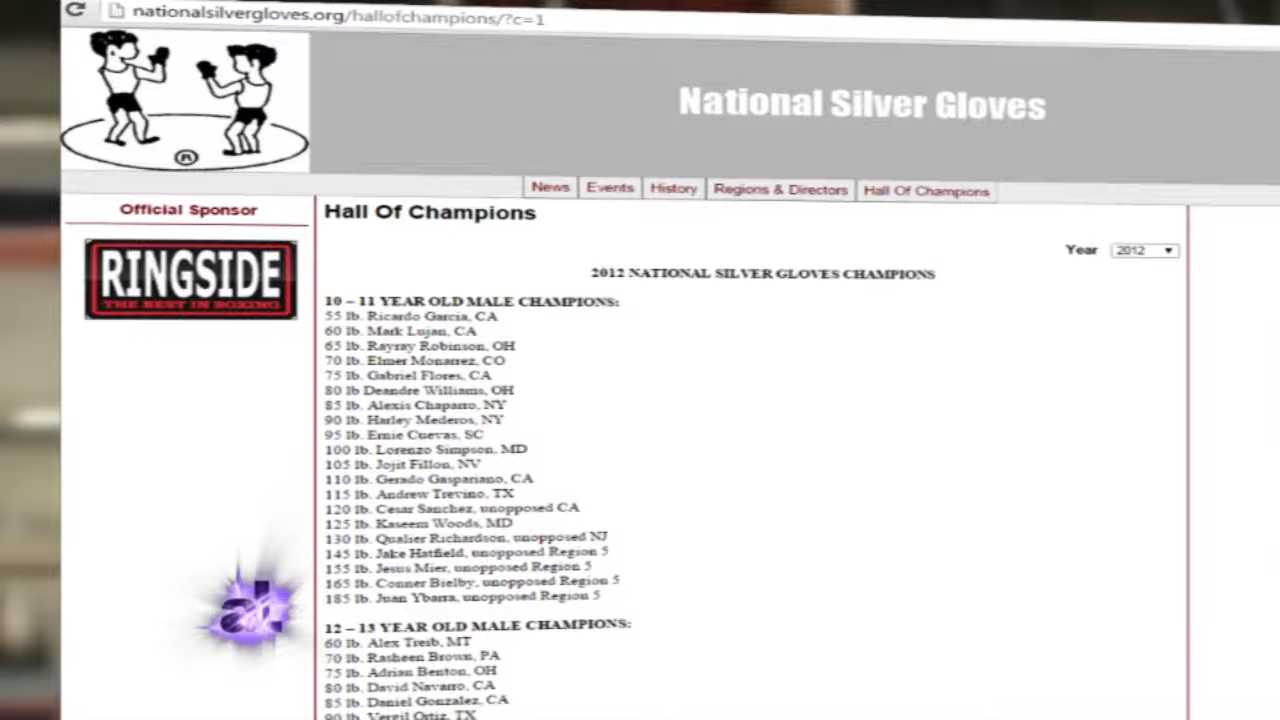 nationalsilvergloves.org/hallofchampions/?c=1
National Silver Gloves
News Events History Regions & Directors Hall Of Champions
Official Sponsor
RINGSIDE
THE BEST IN BOXING
Hall Of Champions
Year 2012
2012 NATIONAL SILVER GLOVES CHAMPIONS
10 – 11 YEAR OLD MALE CHAMPIONS:
55 lb. Ricardo Garcia, CA
60 lb. Mark Lujan, CA
65 lb. Rayray Robinson, OH
70 lb. Elmer Monarrez, CO
75 lb. Gabriel Flores, CA
80 lb Deandre Williams, OH
85 lb. Alexis Chaparro, NY
90 lb. Harley Mederos, NY
95 lb. Ernie Cuevas, SC
100 lb. Lorenzo Simpson, MD
105 lb. Jojit Fillon, NV
110 lb. Gerado Gaspariano, CA
115 lb. Andrew Trevino, TX
120 lb. Cesar Sanchez, unopposed CA
125 lb. Kaseem Woods, MD
130 lb. Qualier Richardson, unopposed NJ
145 lb. Jake Hatfield, unopposed Region 5
155 lb. Jesus Mier, unopposed Region 5
165 lb. Conner Bielby, unopposed Region 5
185 lb. Juan Ybarra, unopposed Region 5
12 – 13 YEAR OLD MALE CHAMPIONS:
60 lb. Alex Treib, MT
70 lb. Rasheen Brown, PA
75 lb. Adrian Benton, OH
80 lb. David Navarro, CA
85 lb. Daniel Gonzalez, CA
90 lb. Vergil Ortiz, TX